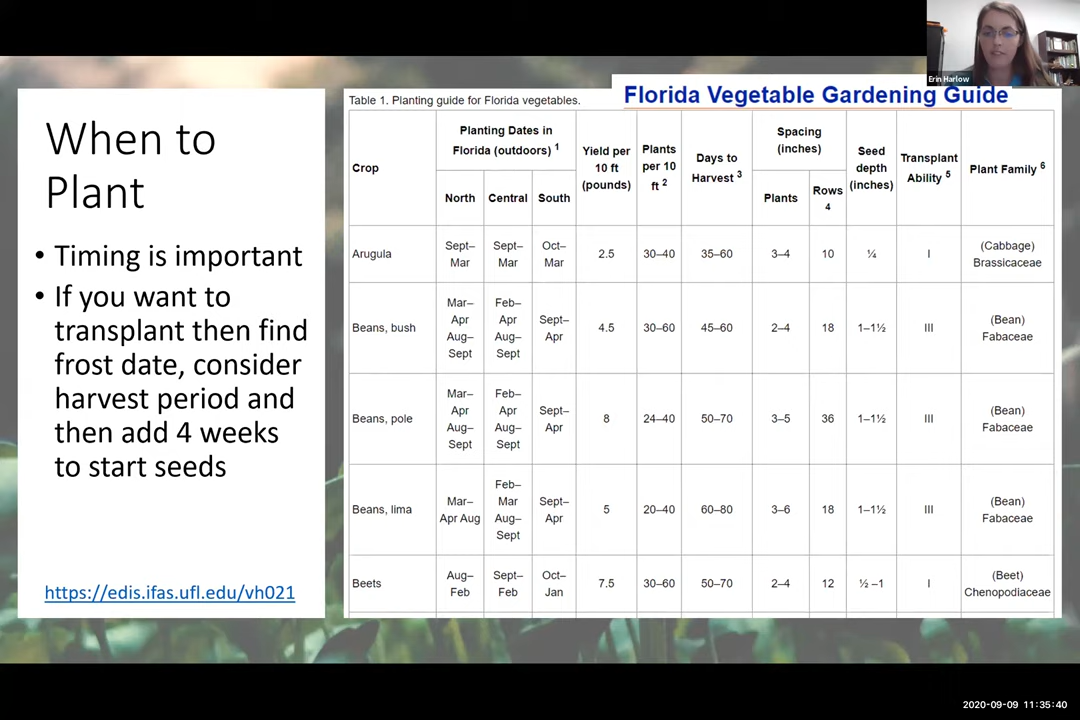 Erin Harlow
When to
Plant
• Timing is important
• If you want to
transplant then find
frost date, consider
harvest period and
then add 4 weeks
to start seeds
https://edis.ifas.ufl.edu/vh021
Florida Vegetable Gardening Guide
Table 1. Planting guide for Florida vegetables.
Crop
Planting Dates in
Florida (outdoors) 1
North Central South
Yield per
10 ft
(pounds)
Plants
per 10
ft 2
Days to
Harvest 3
Spacing
(inches)
Plants
Rows
4
Seed
depth
(inches)
Transplant
Ability 5
Plant Family 6
Arugula
Sept–
Mar
Sept–
Mar
Oct–
Mar
2.5
30–40
35–60
3–4
10
¼
I
(Cabbage)
Brassicaceae
Beans, bush
Mar–
Apr
Aug–
Sept
Feb–
Apr
Aug–
Sept
Sept–
Apr
4.5
30–60
45–60
2–4
18
1–1½
III
(Bean)
Fabaceae
Beans, pole
Mar–
Apr
Aug–
Sept
Feb–
Apr
Aug–
Sept
Sept–
Apr
8
24–40
50–70
3–5
36
1–1½
III
(Bean)
Fabaceae
Beans, lima
Mar–
Apr Aug
Feb–
Mar
Aug–
Sept
Sept–
Apr
5
20–40
60–80
3–6
18
1–1½
III
(Bean)
Fabaceae
Beets
Aug–
Feb
Sept–
Feb
Oct–
Jan
7.5
30–60
50–70
2–4
12
½ –1
I
(Beet)
Chenopodiaceae
2020-09-09 11:35:40